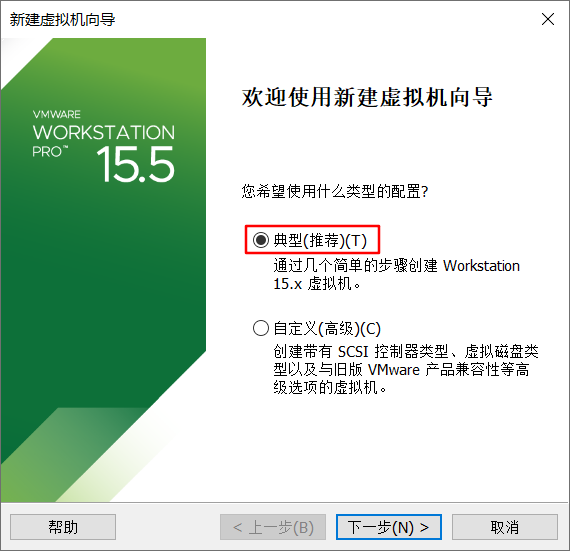 新建虚拟机向导
VMWARE
WORKSTATION
PRO™
15.5
欢迎使用新建虚拟机向导
您希望使用什么类型的配置?
典型(推荐)(T)
通过几个简单的步骤创建 Workstation
15.x 虚拟机。
自定义(高级)(C)
创建带有 SCSI 控制器类型、虚拟磁盘类
型以及与旧版 VMware 产品兼容性等高
级选项的虚拟机。
帮助
< 上一步(B)
下一步(N) >
取消